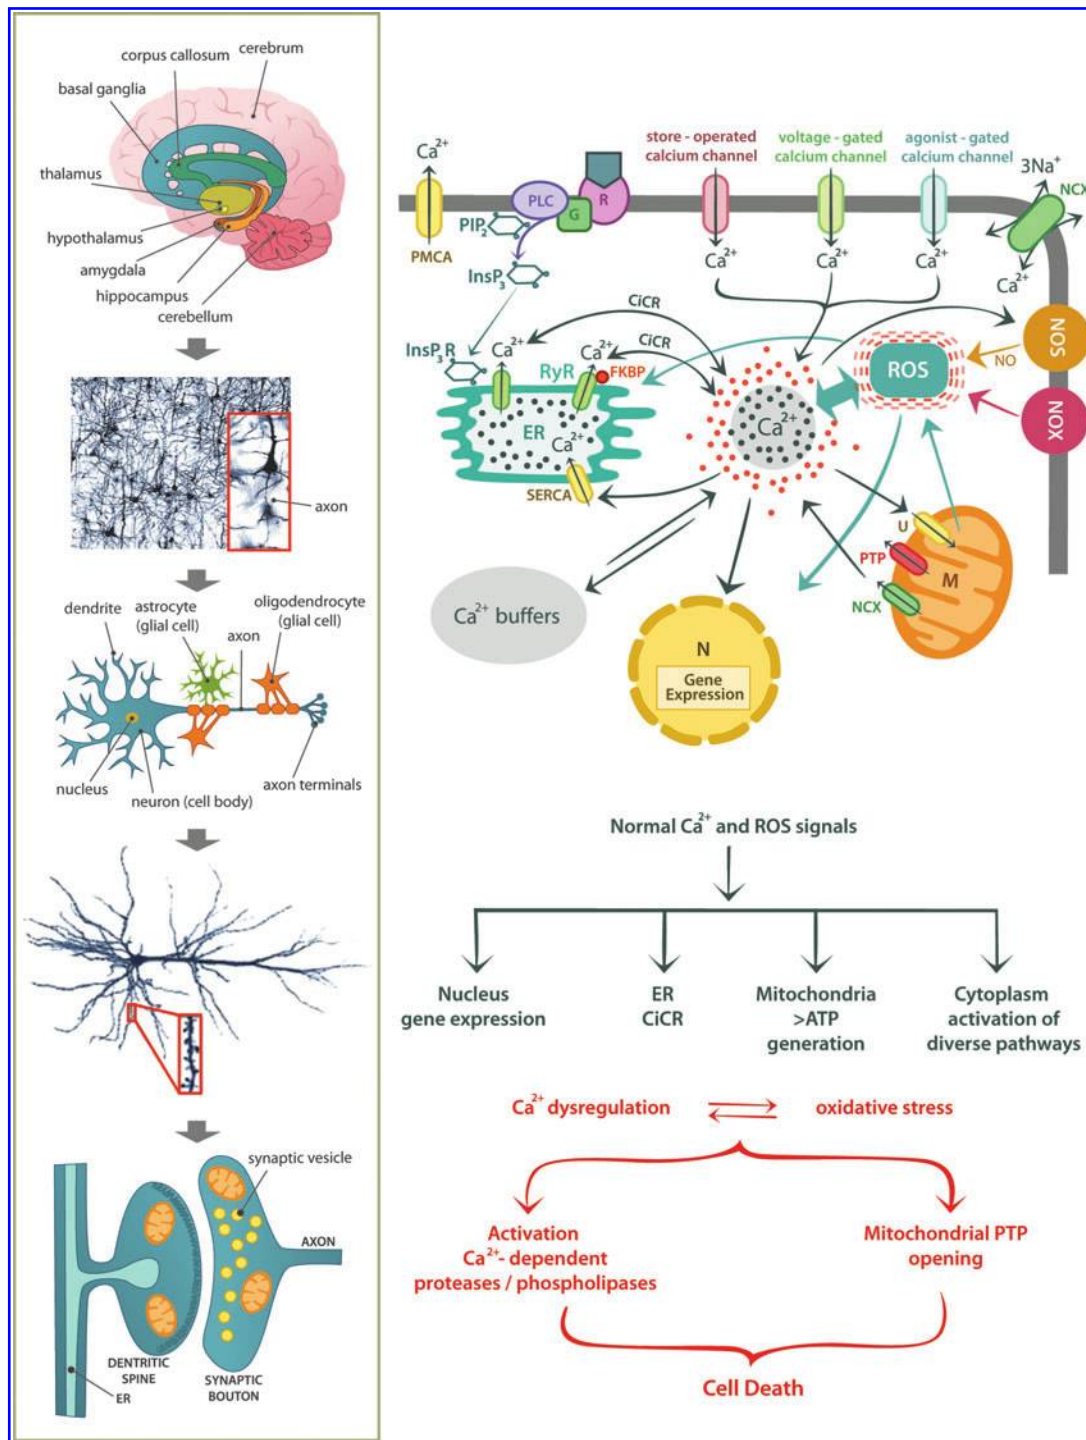 corpus callosum
cerebrum
basal ganglia
thalamus
hypothalamus
amygdala
hippocampus
cerebellum
axon
dendrite
astrocyte
(glial cell)
oligodendrocyte
(glial cell)
axon
nucleus
neuron (cell body)
axon terminals
synaptic vesicle
AXON
DENTRITIC
SPINE
SYNAPTIC
BOUTON
ER
Ca²⁺
PMCA
PLC
G
R
PIP₂
InsP₃
InsP₃R
store - operated
calcium channel
voltage - gated
calcium channel
agonist - gated
calcium channel
3Na⁺
NCX
Ca²⁺
Ca²⁺
Ca²⁺
Ca²⁺
CiCR
CiCR
Ca²⁺
Ca²⁺
RyR
FKBP
ER
Ca²⁺
SERCA
Ca²⁺
ROS
NO
NOS
NOX
U
PTP
M
NCX
Ca²⁺ buffers
N
Gene
Expression
Normal Ca²⁺ and ROS signals
Nucleus
gene expression
ER
CiCR
Mitochondria
>ATP
generation
Cytoplasm
activation of
diverse pathways
Ca²⁺ dysregulation
oxidative stress
Activation
Ca²⁺- dependent
proteases / phospholipases
Mitochondrial PTP
opening
Cell Death